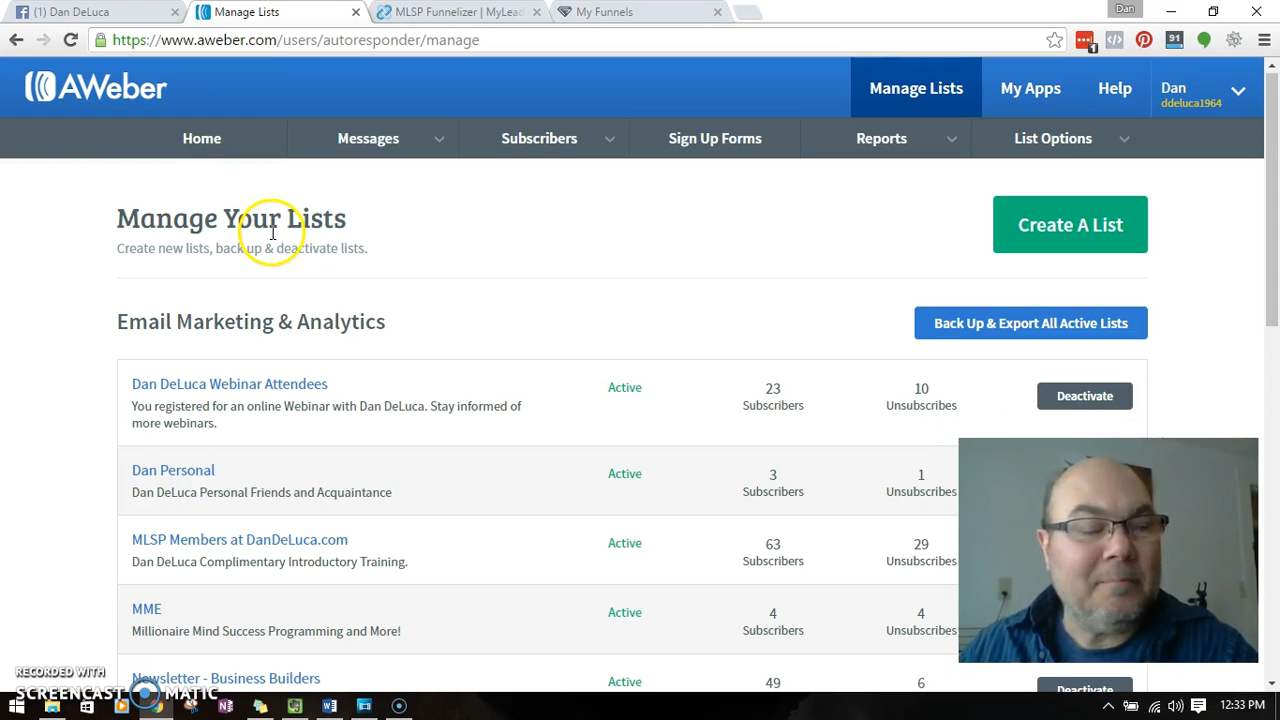 (1) Dan DeLuca
Manage Lists
MLSP Funnelizer | MyLead
My Funnels
Dan
https://www.aweber.com/users/autoresponder/manage
1
91
AWeber
Manage Lists
My Apps
Help
Dan
ddeluca1964
Home
Messages
Subscribers
Sign Up Forms
Reports
List Options
Manage Your Lists
Create new lists, back up & deactivate lists.
Create A List
Email Marketing & Analytics
Back Up & Export All Active Lists
Dan DeLuca Webinar Attendees
You registered for an online Webinar with Dan DeLuca. Stay informed of
more webinars.
Active
23
Subscribers
10
Unsubscribes
Deactivate
Dan Personal
Dan DeLuca Personal Friends and Acquaintance
Active
3
Subscribers
1
Unsubscribes
MLSP Members at DanDeLuca.com
Dan DeLuca Complimentary Introductory Training.
Active
63
Subscribers
29
Unsubscribes
MME
Millionaire Mind Success Programming and More!
Active
4
Subscribers
4
Unsubscribes
Newsletter - Business Builders
Active
49
6
Deactivate
RECORDED WITH
SCREENCAST MATIC
12:33 PM